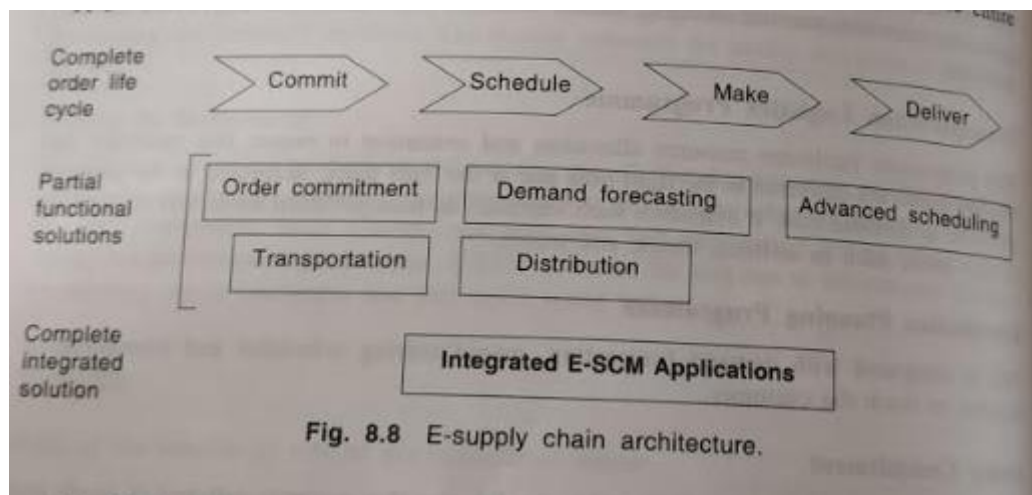 Complete
order life
cycle
Commit
Schedule
Make
Deliver
Partial
functional
solutions
Order commitment
Demand forecasting
Advanced scheduling
Transportation
Distribution
Complete
integrated
solution
Integrated E-SCM Applications
Fig. 8.8 E-supply chain architecture.